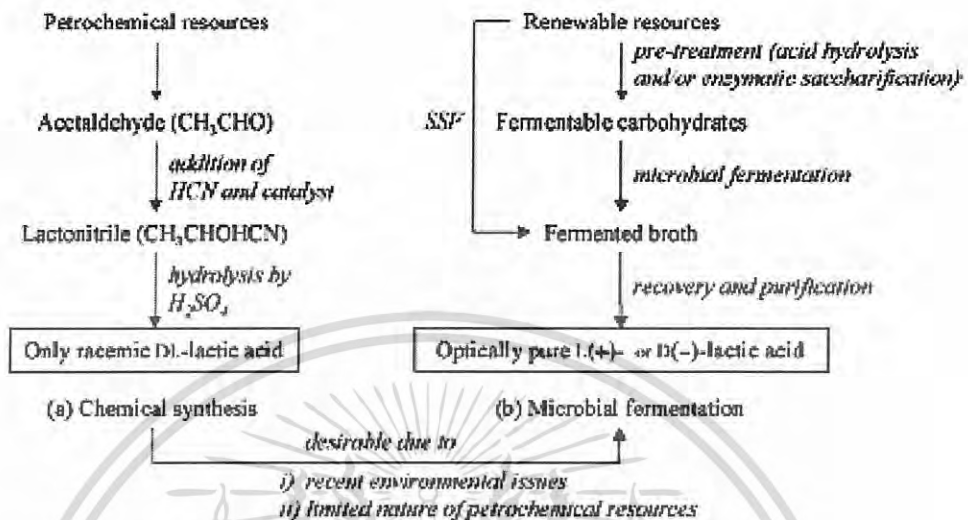 Petrochemical resources
Acetaldehyde (CH₃CHO)
addition of
HCN and catalyst
Lactonitrile (CH₃CHOHCN)
hydrolysis by
H₂SO₄
Only racemic DL-lactic acid
(a) Chemical synthesis
Renewable resources
pre-treatment (acid hydrolysis
and/or enzymatic saccharification)
SSF
Fermentable carbohydrates
microbial fermentation
Fermented broth
recovery and purification
Optically pure L(+)- or D(−)-lactic acid
(b) Microbial fermentation
desirable due to
i) recent environmental issues
ii) limited nature of petrochemical resources